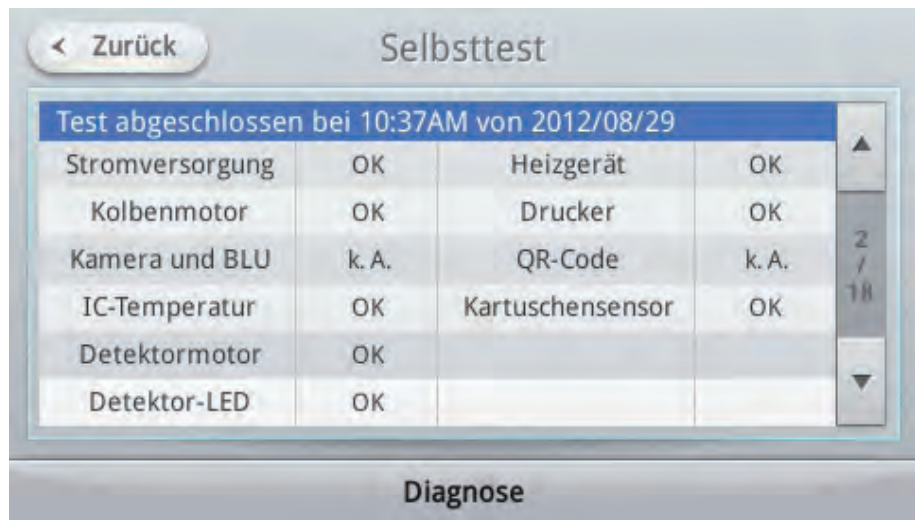 Zurück
Selbsttest
Test abgeschlossen bei 10:37AM von 2012/08/29
Stromversorgung OK Heizgerät OK
Kolbenmotor OK Drucker OK
Kamera und BLU k. A. QR-Code k. A.
IC-Temperatur OK Kartuschensensor OK
Detektormotor OK
Detektor-LED OK
2
/
18
Diagnose